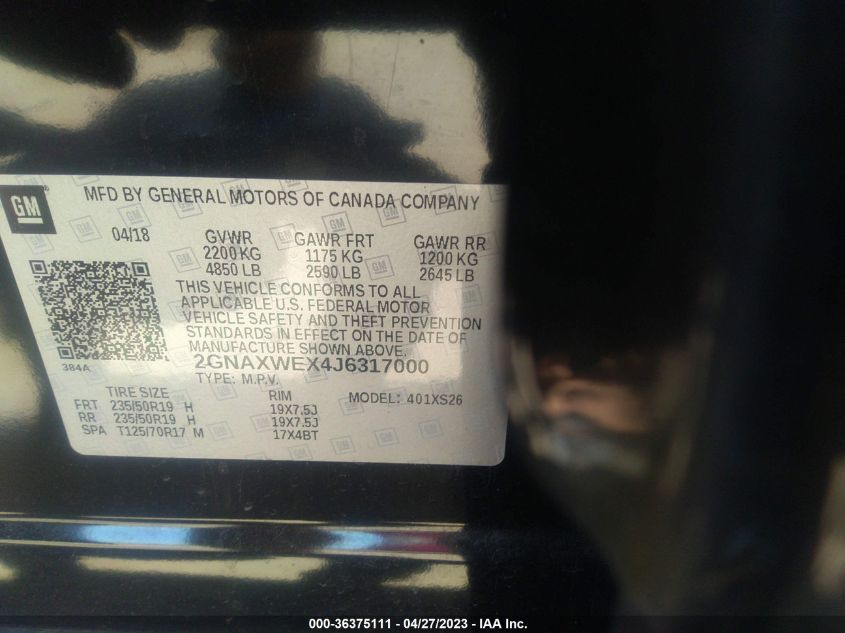 GM
MFD BY GENERAL MOTORS OF CANADA COMPANY
04/18 GVWR GAWR FRT GAWR RR
2200 KG 1175 KG 1200 KG
4850 LB 2590 LB 2645 LB
THIS VEHICLE CONFORMS TO ALL
APPLICABLE U.S. FEDERAL MOTOR
VEHICLE SAFETY AND THEFT PREVENTION
STANDARDS IN EFFECT ON THE DATE OF
MANUFACTURE SHOWN ABOVE.
384A 2GNAXWEX4J6317000
TYPE: M.P.V.
TIRE SIZE RIM MODEL: 401XS26
FRT 235/50R19 H 19X7.5J
RR 235/50R19 H 19X7.5J
SPA T125/70R17 M 17X4BT
000-36375111 - 04/27/2023 - IAA Inc.